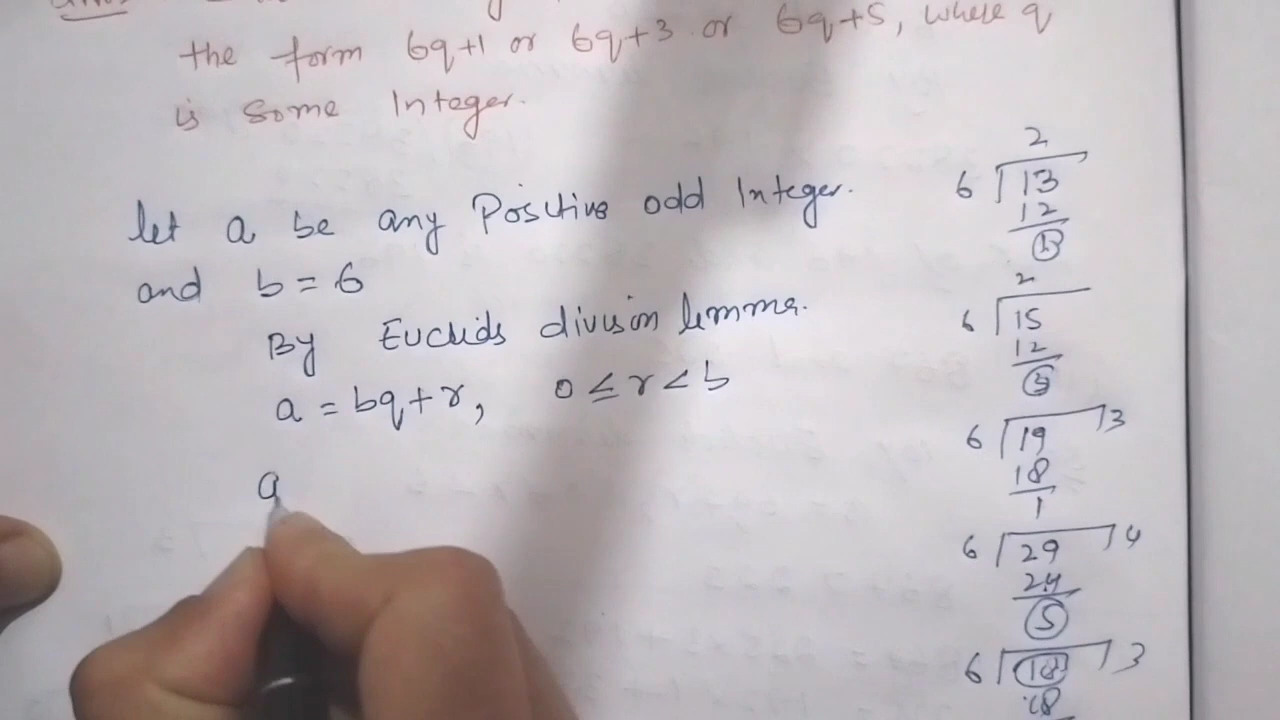 the form 6q+1 or 6q+3 or 6q+5, where q
is some Integer.
let a be any Positive odd Integer.
and b = 6
By Euclids division lemma.
a = bq + r, 0 ≤ r < b
a
2
6 13
12
2
6 15
12
3
6 19 3
18
1
6 29 4
24
5
6 18 3
18